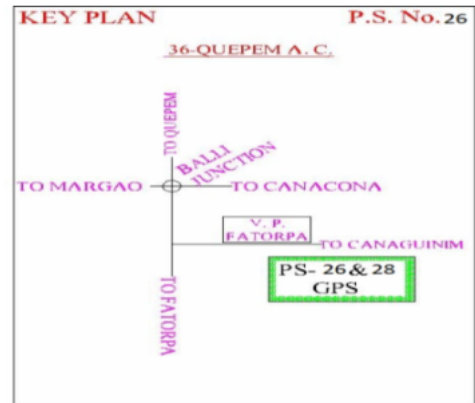 KEY PLAN P.S. No. 26
36-QUEPEM A. C.
TO QUEPEM
BALLI
JUNCTION
TO MARGAO
TO CANACONA
V. P.
FATORPA
TO CANAGUINIM
PS- 26 & 28
GPS
TO FATORPA